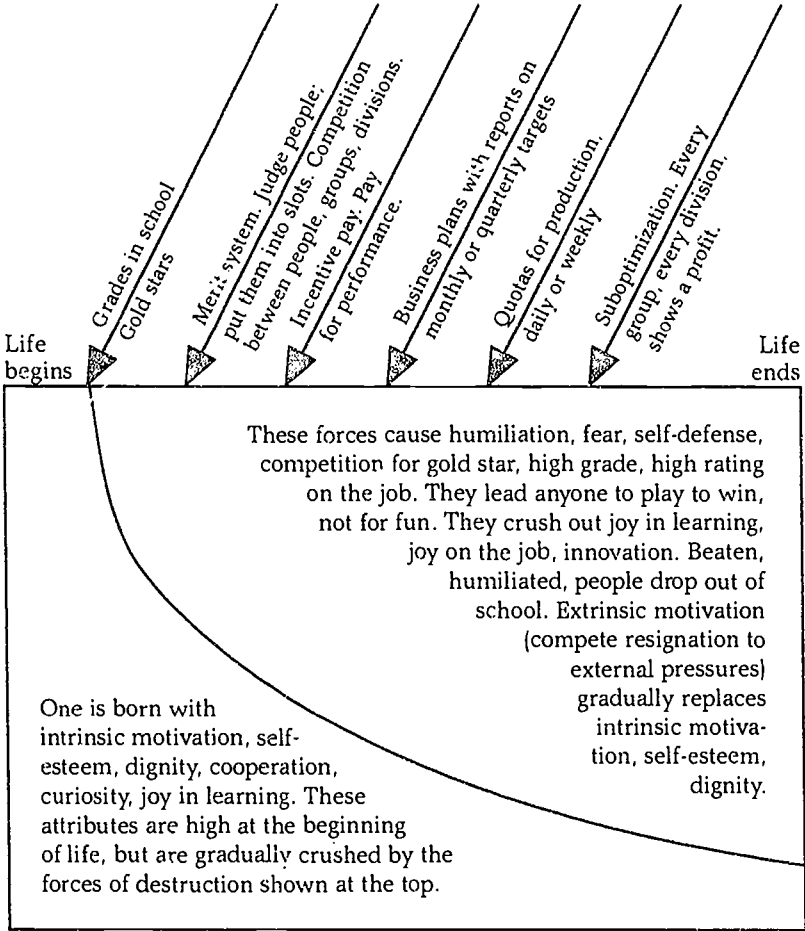 Grades in school
Gold stars
Merit system. Judge people;
put them into slots. Competition
between people, groups, divisions.
Incentive pay. Pay
for performance.
Business plans with reports on
monthly or quarterly targets
Quotas for production,
daily or weekly
Suboptimization. Every
group, every division,
shows a profit.
Life
begins
Life
ends
These forces cause humiliation, fear, self-defense,
competition for gold star, high grade, high rating
on the job. They lead anyone to play to win,
not for fun. They crush out joy in learning,
joy on the job, innovation. Beaten,
humiliated, people drop out of
school. Extrinsic motivation
(compete resignation to
external pressures)
gradually replaces
intrinsic motiva-
tion, self-esteem,
dignity.
One is born with
intrinsic motivation, self-
esteem, dignity, cooperation,
curiosity, joy in learning. These
attributes are high at the beginning
of life, but are gradually crushed by the
forces of destruction shown at the top.